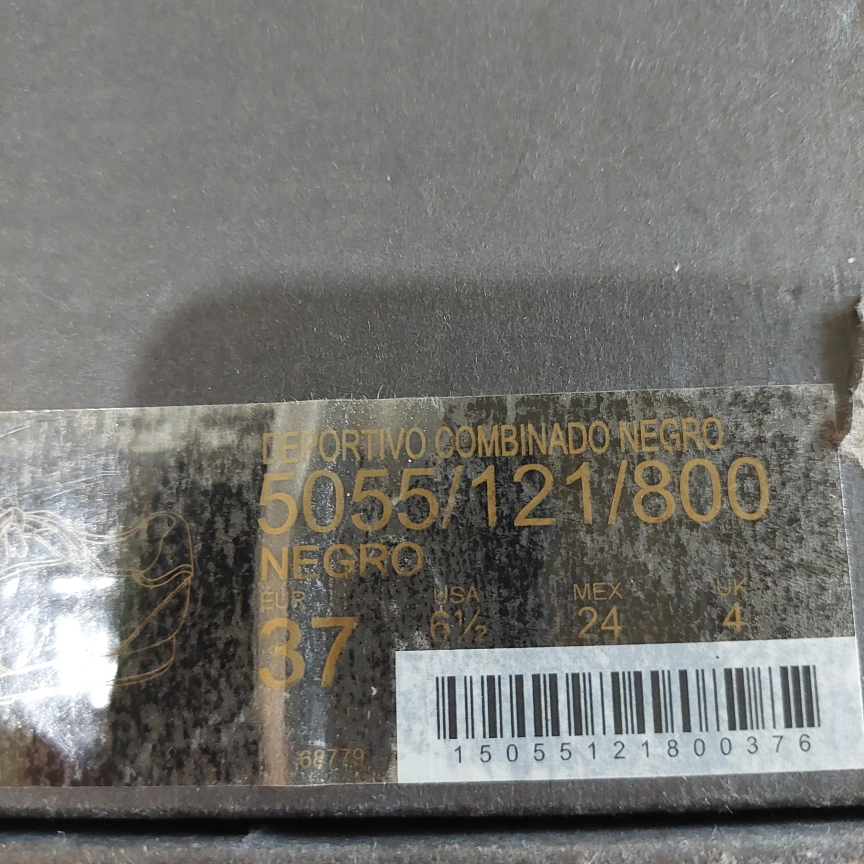 DEPORTIVO COMBINADO NEGRO
5055/121/800
NEGRO
EUR USA MEX UK
37 6½ 24 4
68779
15055121800376